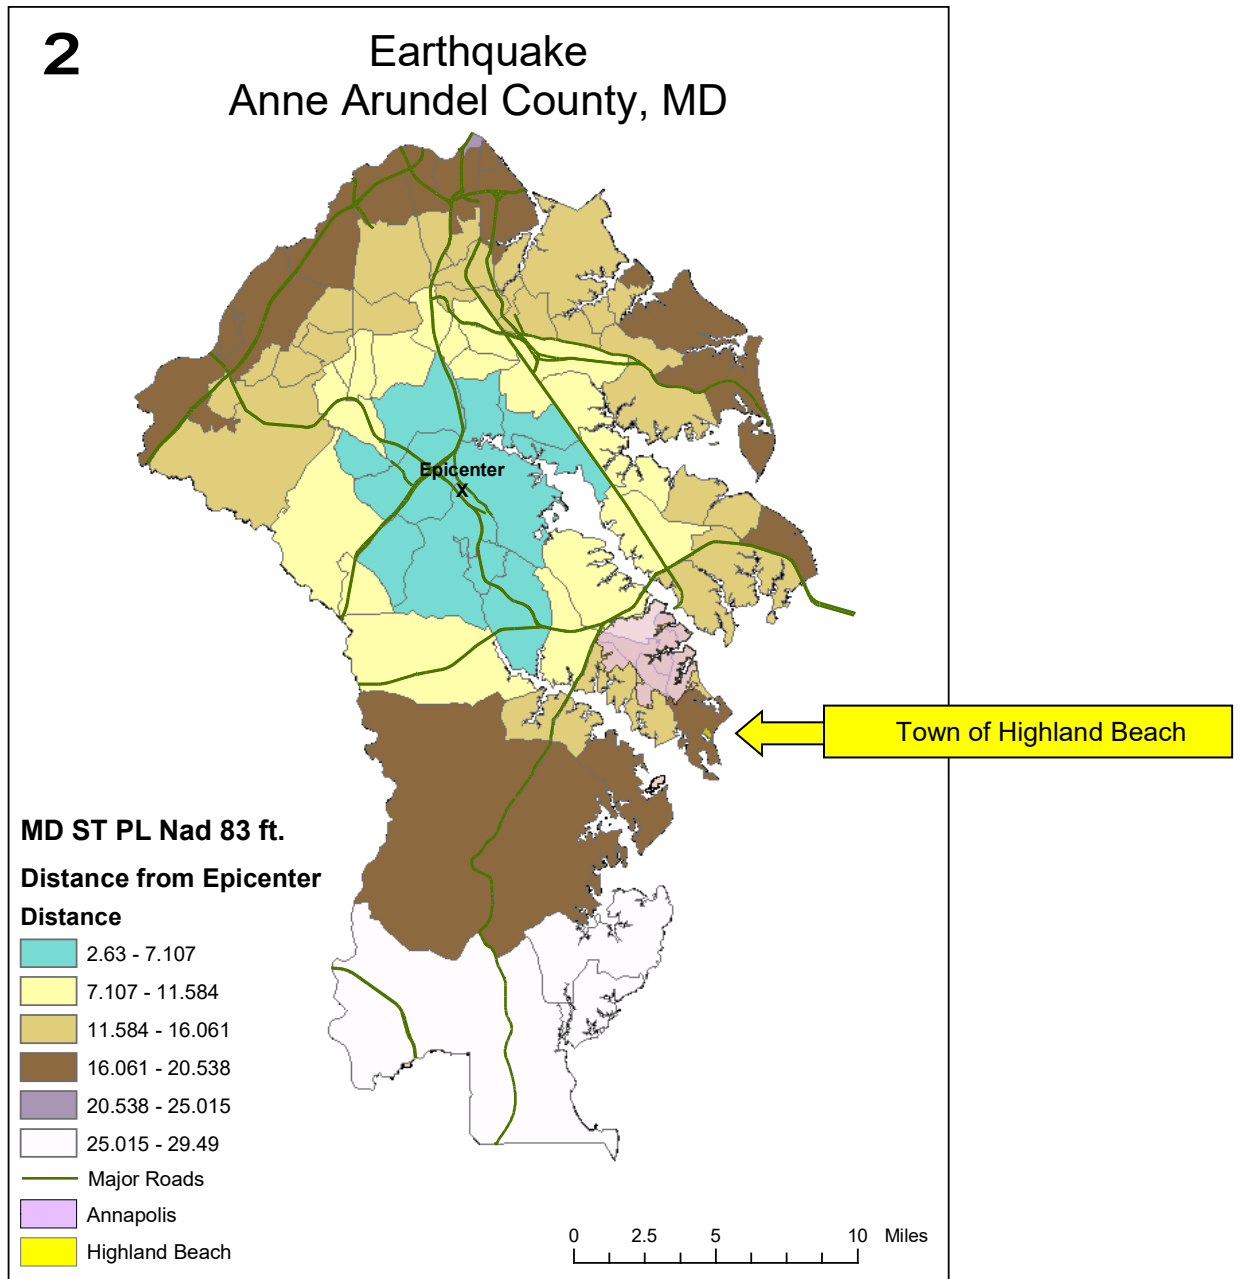 2
Earthquake
Anne Arundel County, MD
Epicenter
X
Town of Highland Beach
MD ST PL Nad 83 ft.
Distance from Epicenter
Distance
2.63 - 7.107
7.107 - 11.584
11.584 - 16.061
16.061 - 20.538
20.538 - 25.015
25.015 - 29.49
Major Roads
Annapolis
Highland Beach
0 2.5 5 10 Miles